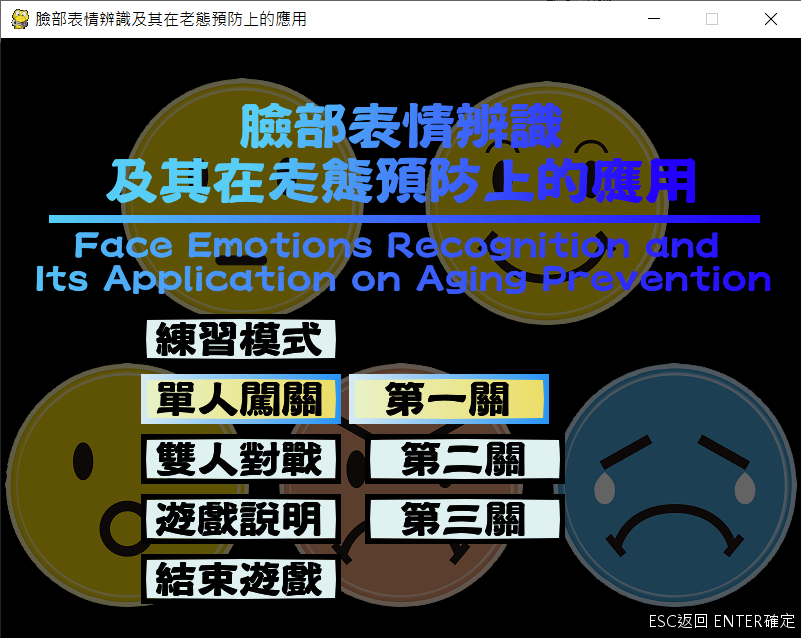 臉部表情辨識及其在老態預防上的應用
臉部表情辨識
及其在老態預防上的應用
Face Emotions Recognition and
Its Application on Aging Prevention
練習模式
單人闖關 第一關
雙人對戰 第二關
遊戲說明 第三關
結束遊戲
ESC返回 ENTER確定